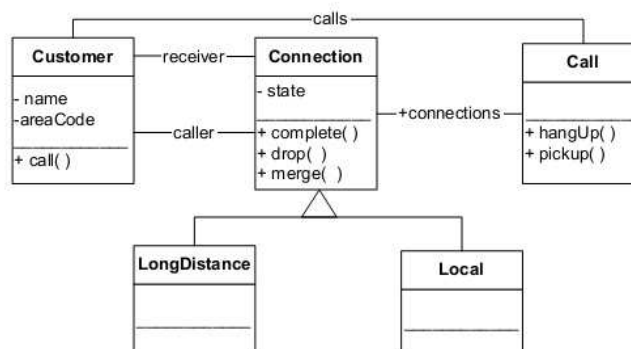 calls
Customer
- name
-areaCode
+ call( )
receiver
caller
Connection
- state
+ complete( )
+ drop( )
+ merge( )
+connections
Call
+ hangUp( )
+ pickup( )
LongDistance
Local